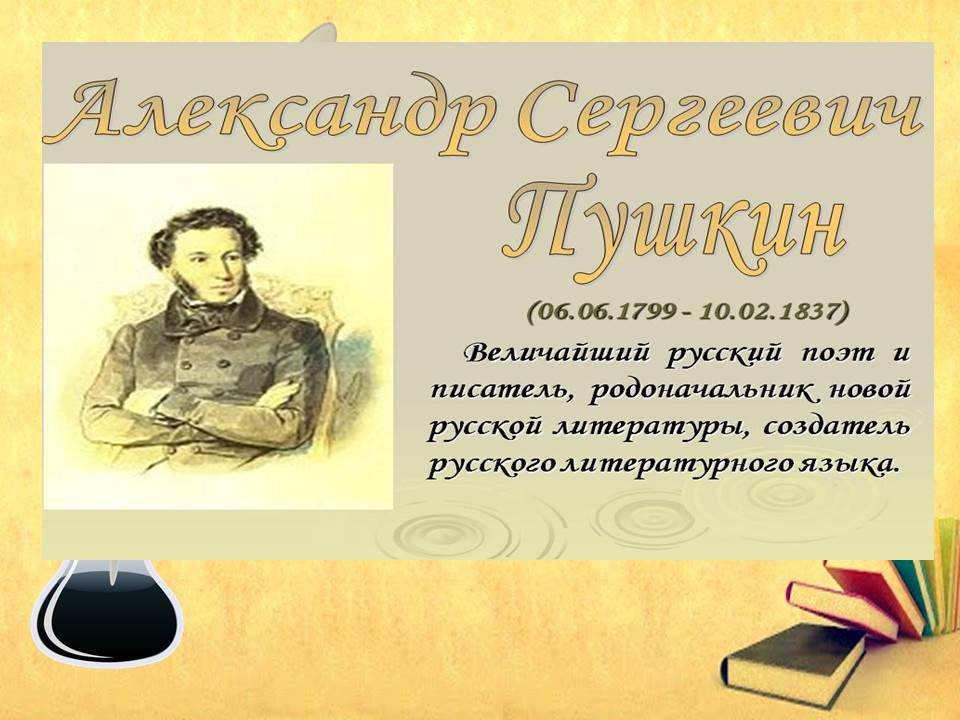 Александр Сергеевич
Пушкин
(06.06.1799 - 10.02.1837)
Величайший русский поэт и
писатель, родоначальник новой
русской литературы, создатель
русского литературного языка.